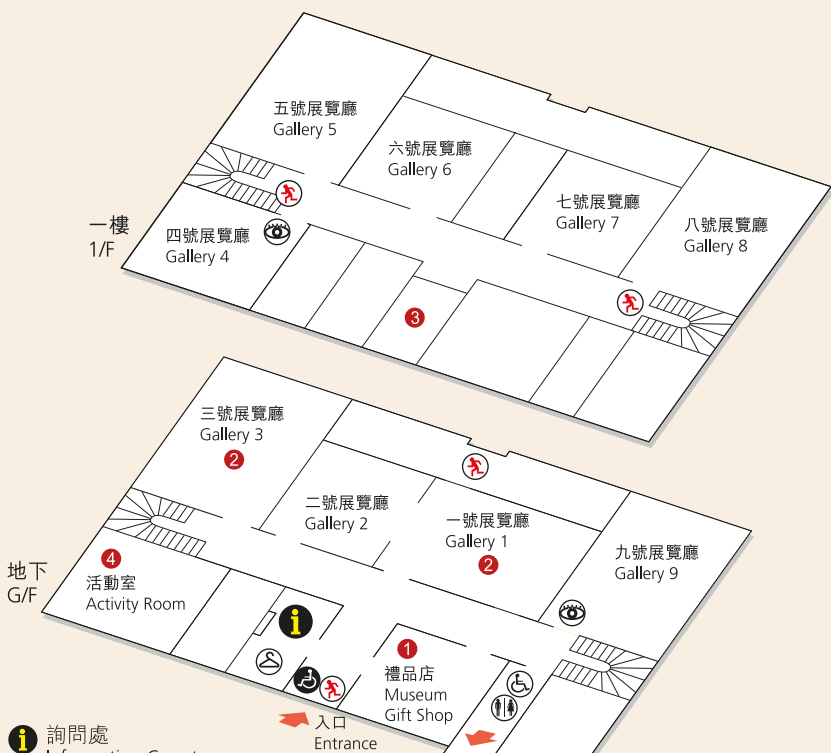 五號展覽廳
Gallery 5
六號展覽廳
Gallery 6
七號展覽廳
Gallery 7
八號展覽廳
Gallery 8
一樓
1/F
四號展覽廳
Gallery 4
3
三號展覽廳
Gallery 3
2
二號展覽廳
Gallery 2
一號展覽廳
Gallery 1
2
九號展覽廳
Gallery 9
地下
G/F
4
活動室
Activity Room
i
1
禮品店
Museum
Gift Shop
入口
Entrance
i 詢問處